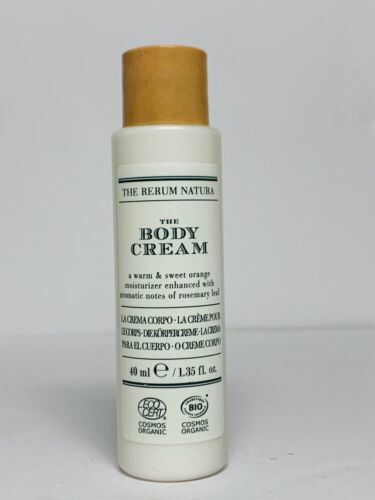 THE RERUM NATURA
THE
BODY
CREAM
a warm & sweet orange
moisturizer enhanced with
aromatic notes of rosemary leaf
LA CREMA CORPO - LA CRÈME POUR
LE CORPS - DIE KÖRPERCREME - LA CREMA
PARA EL CUERPO - O CREME CORPO
40 ml ℮ / 1.35 fl. oz.
ECO CERT BIO
COSMOS ORGANIC COSMOS ORGANIC